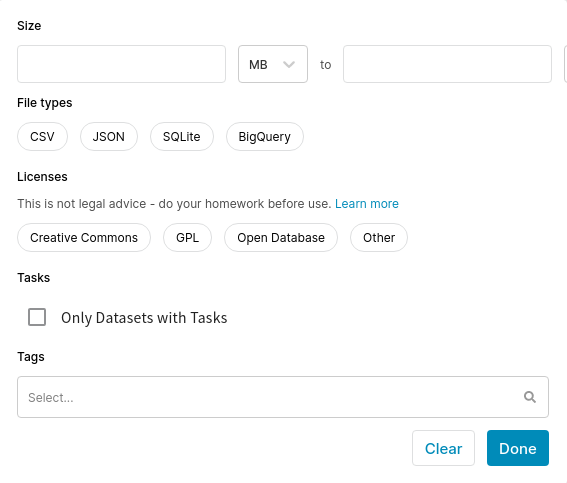 Size
MB to
File types
CSV JSON SQLite BigQuery
Licenses
This is not legal advice - do your homework before use. Learn more
Creative Commons GPL Open Database Other
Tasks
Only Datasets with Tasks
Tags
Select...
Clear Done